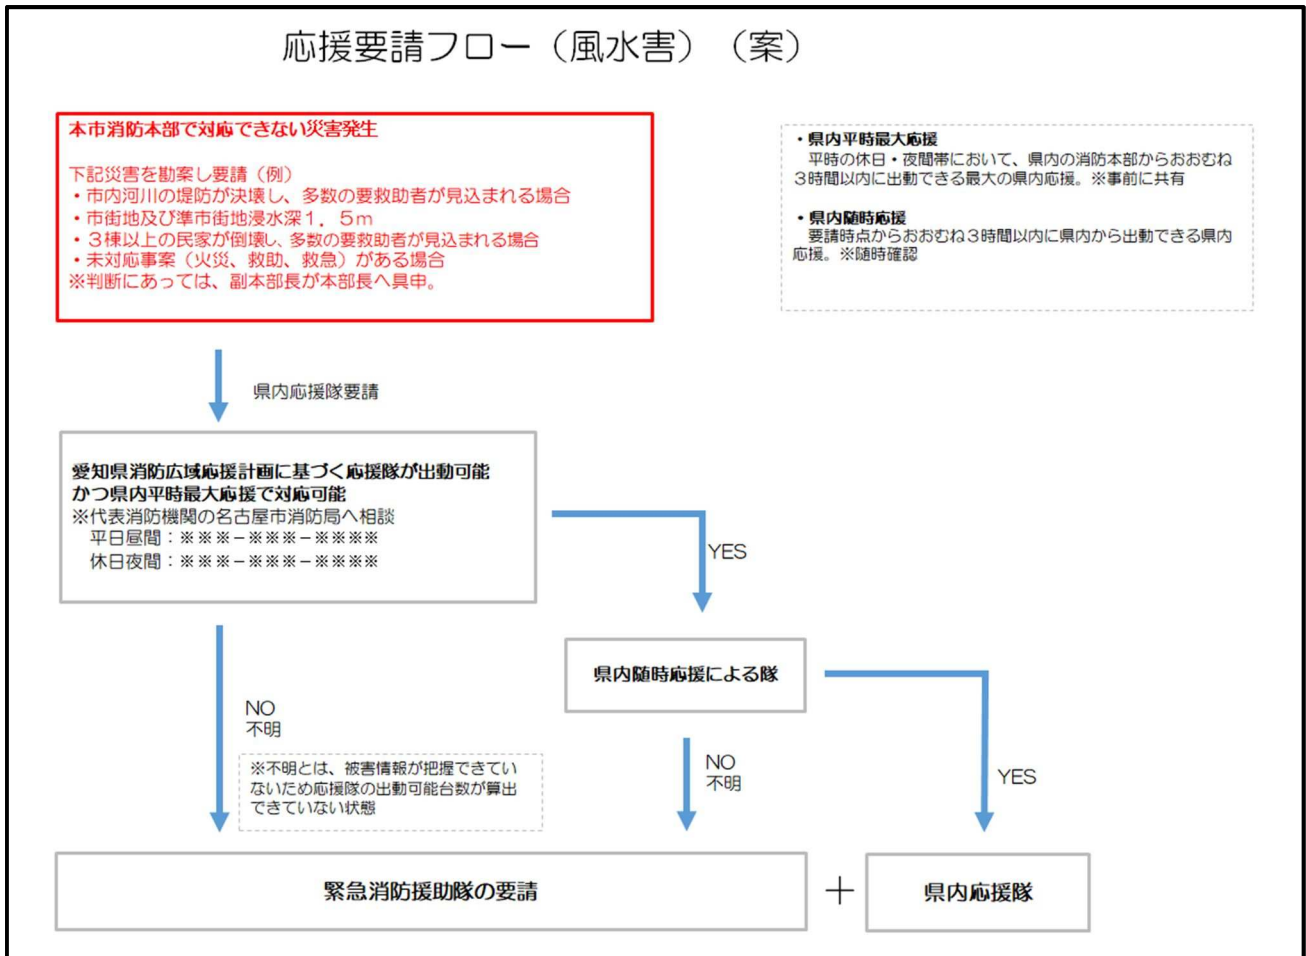 応援要請フロー（風水害）（案）
本市消防本部で対応できない災害発生
下記災害を勘案し要請（例）
・市内河川の堤防が決壊し、多数の要救助者が見込まれる場合
・市街地及び準市街地浸水深１．５ｍ
・３棟以上の民家が倒壊し、多数の要救助者が見込まれる場合
・未対応事案（火災、救助、救急）がある場合
※判断にあっては、副本部長が本部長へ具申。
・県内平時最大応援
平時の休日・夜間帯において、県内の消防本部からおおむね
３時間以内に出動できる最大の県内応援。※事前に共有
・県内随時応援
要請時点からおおむね３時間以内に県内から出動できる県内
応援。※随時確認
県内応援隊要請
愛知県消防広域応援計画に基づく応援隊が出動可能
かつ県内平時最大応援で対応可能
※代表消防機関の名古屋市消防局へ相談
平日昼間：※※※－※※※－※※※※
休日夜間：※※※－※※※－※※※※
YES
県内随時応援による隊
NO
不明
※不明とは、被害情報が把握できてい
ないため応援隊の出動可能台数が算出
できていない状態
NO
不明
YES
緊急消防援助隊の要請
＋
県内応援隊